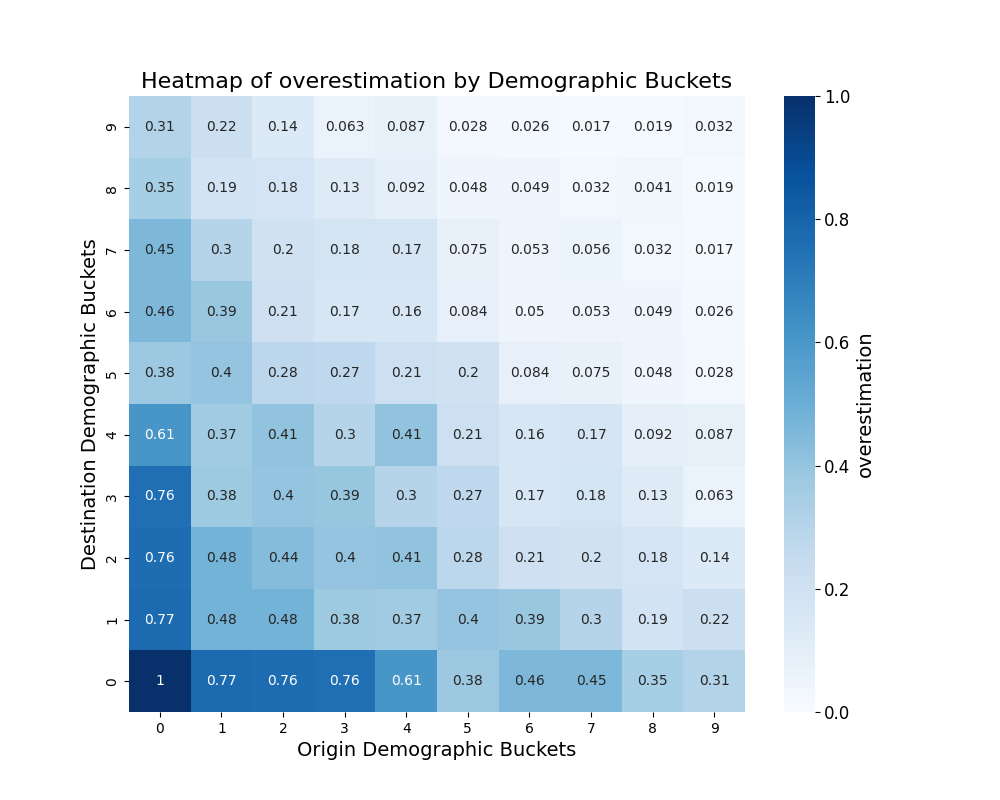 Heatmap of overestimation by Demographic Buckets
9 0.31 0.22 0.14 0.063 0.087 0.028 0.026 0.017 0.019 0.032
8 0.35 0.19 0.18 0.13 0.092 0.048 0.049 0.032 0.041 0.019
7 0.45 0.3 0.2 0.18 0.17 0.075 0.053 0.056 0.032 0.017
6 0.46 0.39 0.21 0.17 0.16 0.084 0.05 0.053 0.049 0.026
5 0.38 0.4 0.28 0.27 0.21 0.2 0.084 0.075 0.048 0.028
4 0.61 0.37 0.41 0.3 0.41 0.21 0.16 0.17 0.092 0.087
3 0.76 0.38 0.4 0.39 0.3 0.27 0.17 0.18 0.13 0.063
2 0.76 0.48 0.44 0.4 0.41 0.28 0.21 0.2 0.18 0.14
1 0.77 0.48 0.48 0.38 0.37 0.4 0.39 0.3 0.19 0.22
0 1 0.77 0.76 0.76 0.61 0.38 0.46 0.45 0.35 0.31
0 1 2 3 4 5 6 7 8 9
Origin Demographic Buckets
Destination Demographic Buckets
1.0
0.8
0.6
0.4
0.2
0.0
overestimation